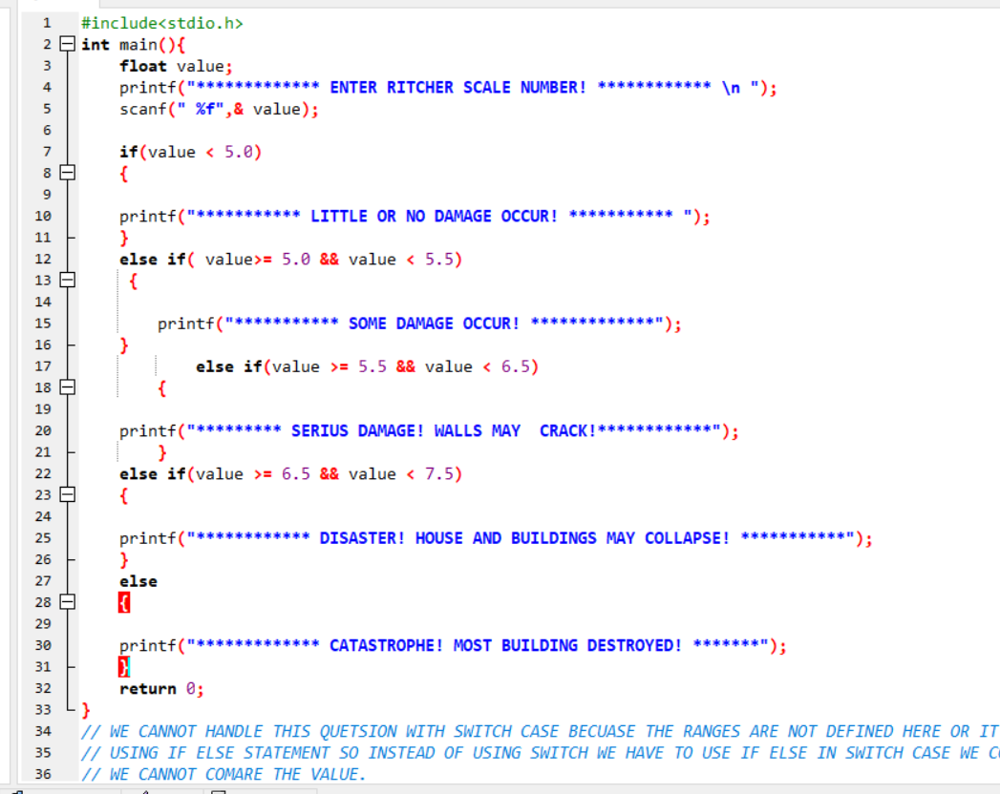 1 #include<stdio.h>
2 int main(){
3 float value;
4 printf("************* ENTER RITCHER SCALE NUMBER! ************ \n ");
5 scanf(" %f",& value);
6
7 if(value < 5.0)
8 {
9
10 printf("*********** LITTLE OR NO DAMAGE OCCUR! *********** ");
11 }
12 else if( value>= 5.0 && value < 5.5)
13 {
14
15 printf("*********** SOME DAMAGE OCCUR! *************");
16 }
17 else if(value >= 5.5 && value < 6.5)
18 {
19
20 printf("********* SERIUS DAMAGE! WALLS MAY  CRACK!************");
21 }
22 else if(value >= 6.5 && value < 7.5)
23 {
24
25 printf("************ DISASTER! HOUSE AND BUILDINGS MAY COLLAPSE! ***********");
26 }
27 else
28 {
29
30 printf("************* CATASTROPHE! MOST BUILDING DESTROYED! *******");
31 }
32 return 0;
33 }
34 // WE CANNOT HANDLE THIS QUETSION WITH SWITCH CASE BECUASE THE RANGES ARE NOT DEFINED HERE OR IT
35 // USING IF ELSE STATEMENT SO INSTEAD OF USING SWITCH WE HAVE TO USE IF ELSE IN SWITCH CASE WE
36 // WE CANNOT COMARE THE VALUE.